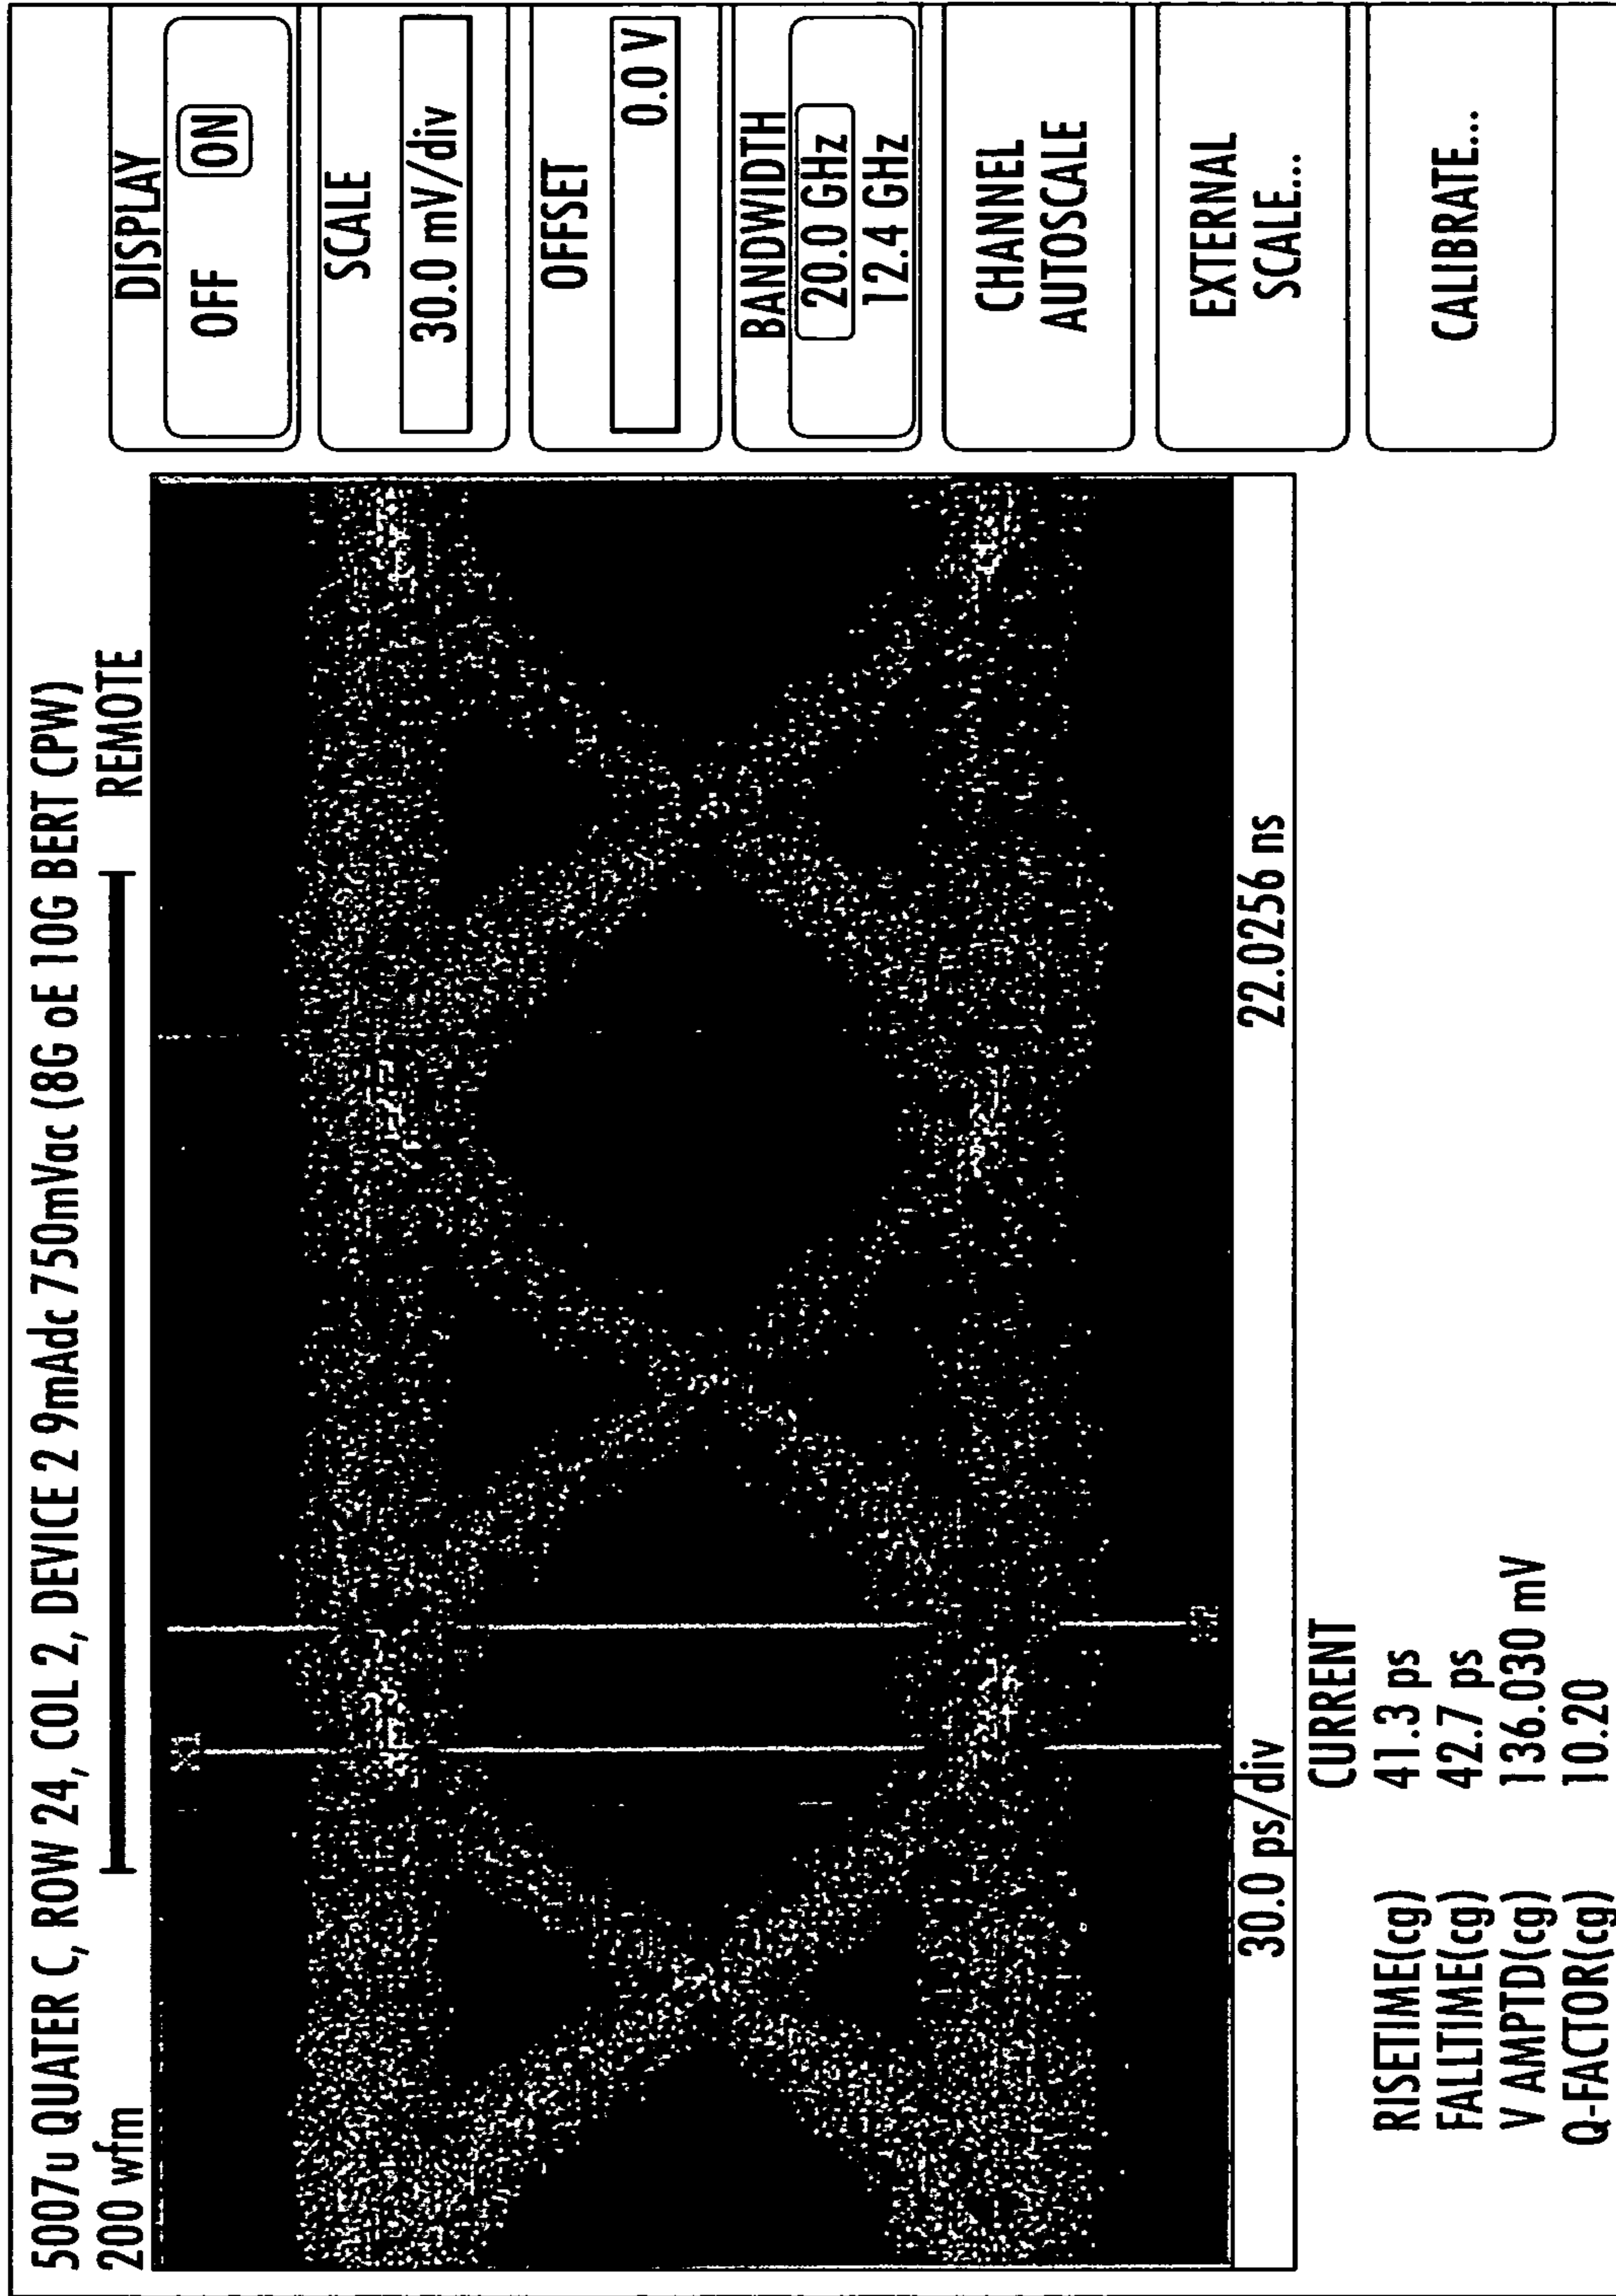 5007u QUATER C, ROW 24, COL 2, DEVICE 2 9mAdc 750mVac (8G oE 10G BERT CPW)
200 wfm REMOTE
30.0 ps/div 22.0256 ns
CURRENT
RISETIME(cg) 41.3 ps
FALLTIME(cg) 42.7 ps
V AMPTD(cg) 136.030 mV
Q-FACTOR(cg) 10.20
DISPLAY
OFF ON
SCALE
30.0 mV/div
OFFSET
0.0 V
BANDWIDTH
20.0 GHz
12.4 GHz
CHANNEL
AUTOSCALE
EXTERNAL
SCALE...
CALIBRATE...